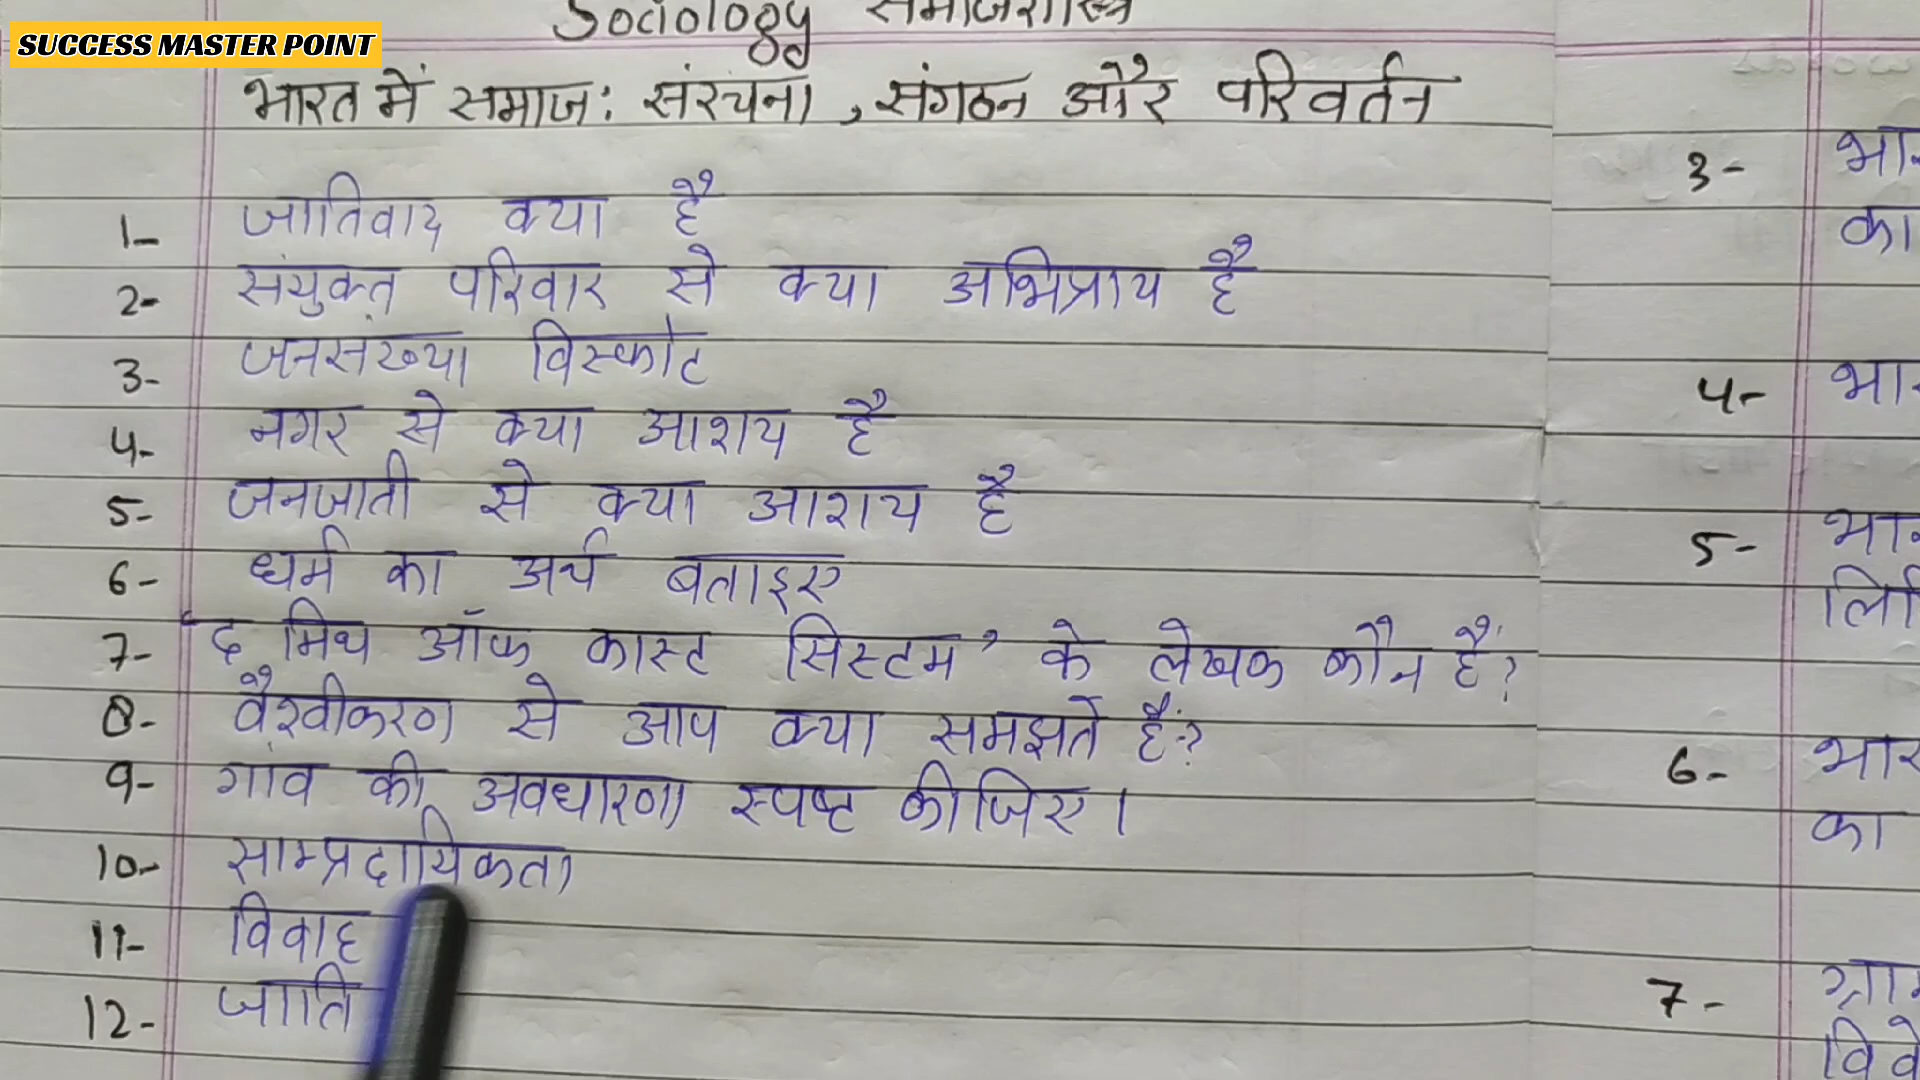 SUCCESS MASTER POINT
Sociology समाजशास्त्र
भारत में समाज: संरचना, संगठन और परिवर्तन
1- जातिवाद क्या है
2- संयुक्त परिवार से क्या अभिप्राय है
3- जनसंख्या विस्फोट
4- नगर से क्या आशय है
5- जनजाती से क्या आशय है
6- धर्म का अर्थ बताइए
7- ‘द मिथ ऑफ कास्ट सिस्टम’ के लेखक कौन हैं?
8- वैश्वीकरण से आप क्या समझते हैं?
9- गांव की अवधारणा स्पष्ट कीजिए।
10- साम्प्रदायिकता
11- विवाह
12- जाति
3-
का
4-
5-
6-
का
7-